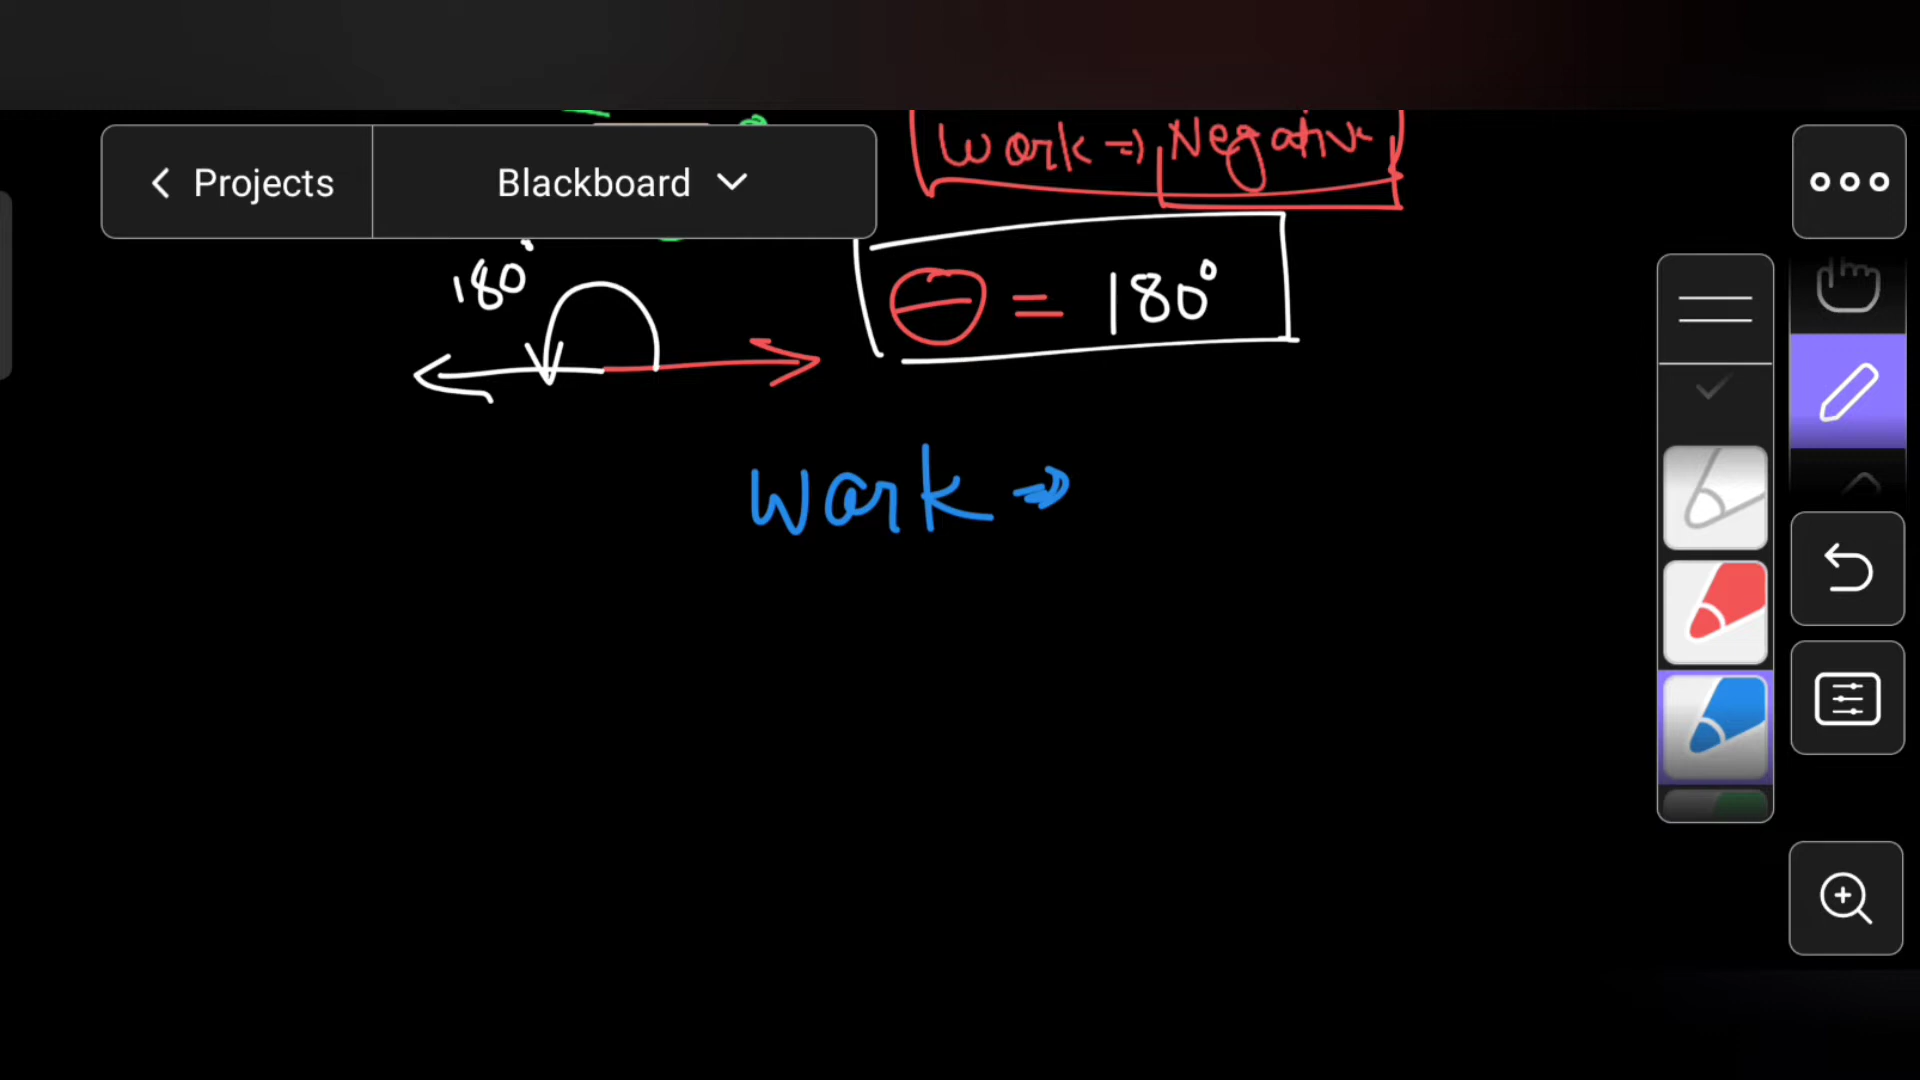 Work ⇒ Negative
Projects
Blackboard
180°
θ = 180°
Work ⇒